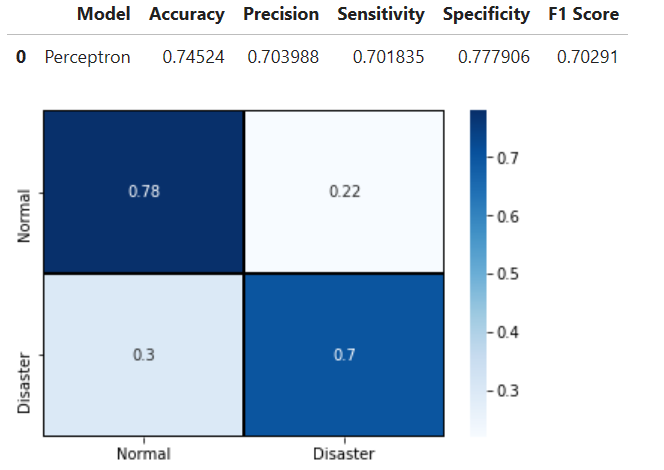 Model Accuracy Precision Sensitivity Specificity F1 Score
0 Perceptron 0.74524 0.703988 0.701835 0.777906 0.70291
Normal 0.78 0.22
Disaster 0.3 0.7
Normal Disaster
0.7
0.6
0.5
0.4
0.3